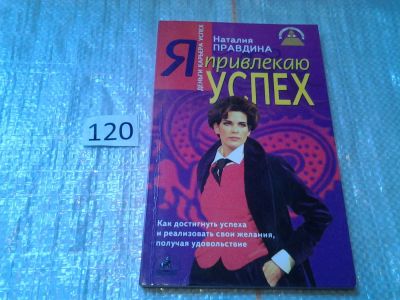 120
Наталия
ПРАВДИНА
Я привлекаю
УСПЕХ
ДЕНЬГИ КАРЬЕРА УСПЕХ
Как достигнуть успеха
и реализовать свои желания,
получая удовольствие